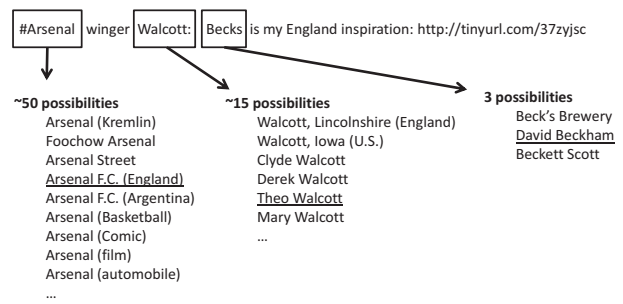 #Arsenal winger Walcott: Becks is my England inspiration: http://tinyurl.com/37zyjsc
~50 possibilities
Arsenal (Kremlin)
Foochow Arsenal
Arsenal Street
Arsenal F.C. (England)
Arsenal F.C. (Argentina)
Arsenal (Basketball)
Arsenal (Comic)
Arsenal (film)
Arsenal (automobile)
...
~15 possibilities
Walcott, Lincolnshire (England)
Walcott, Iowa (U.S.)
Clyde Walcott
Derek Walcott
Theo Walcott
Mary Walcott
...
3 possibilities
Beck's Brewery
David Beckham
Beckett Scott